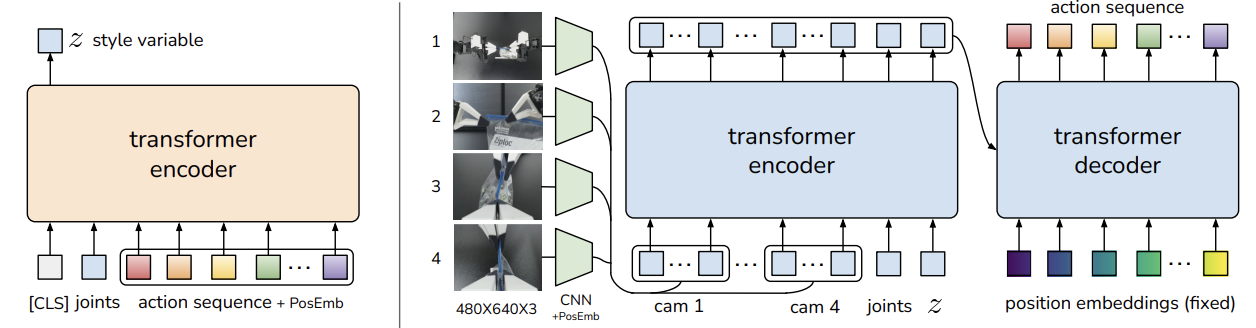 z style variable
transformer
encoder
[CLS] joints action sequence + PosEmb
1
2
3
4
Ziploc
480X640X3
CNN
+PosEmb
transformer
encoder
cam 1
cam 4
joints
z
action sequence
transformer
decoder
position embeddings (fixed)